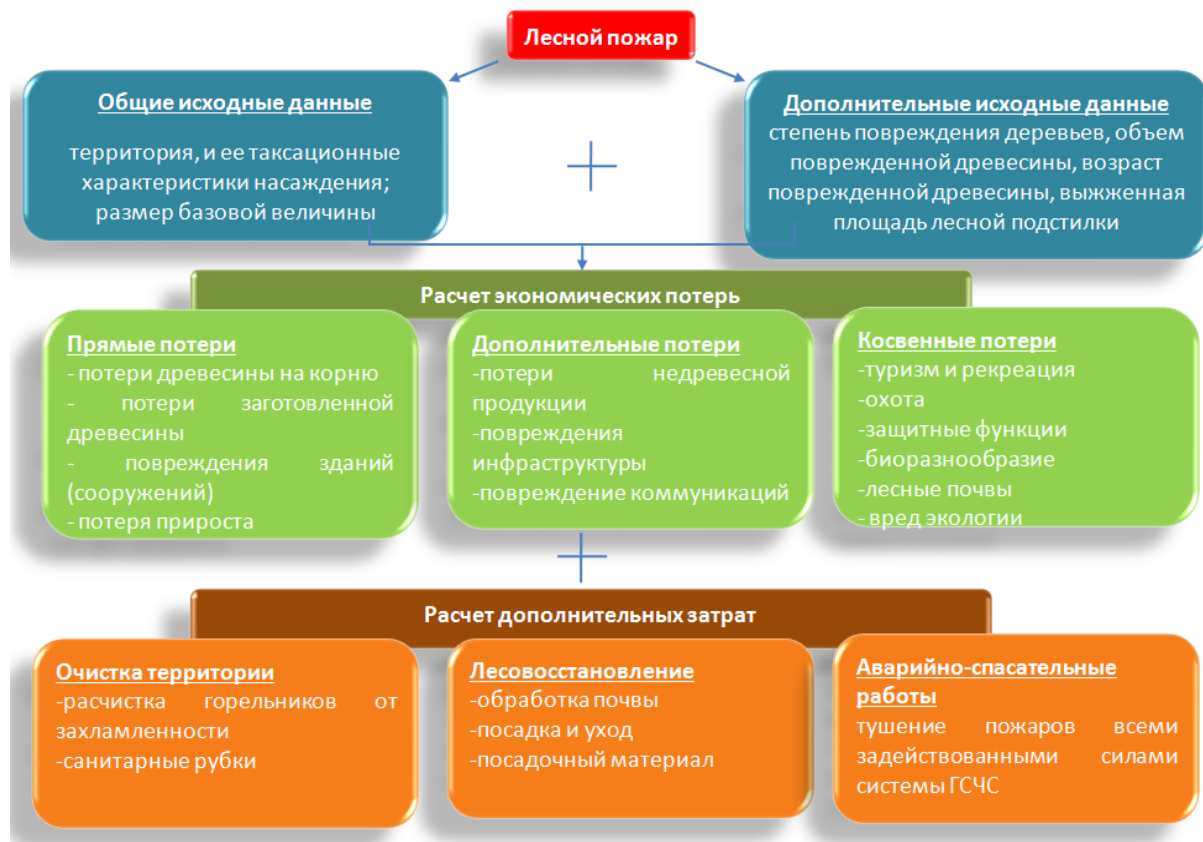 Лесной пожар
Общие исходные данные
территория, и ее таксационные
характеристики насаждения;
размер базовой величины
Дополнительные исходные данные
степень повреждения деревьев, объем
поврежденной древесины, возраст
поврежденной древесины, выжженная
площадь лесной подстилки
Расчет экономических потерь
Прямые потери
- потери древесины на корню
- потери заготовленной
древесины
- повреждения зданий
(сооружений)
- потеря прироста
Дополнительные потери
-потери недревесной
продукции
-повреждения
инфраструктуры
-повреждение коммуникаций
Косвенные потери
-туризм и рекреация
-охота
-защитные функции
-биоразнообразие
-лесные почвы
- вред экологии
Расчет дополнительных затрат
Очистка территории
-расчистка горельников от
захламленности
-санитарные рубки
Лесовосстановление
-обработка почвы
-посадка и уход
-посадочный материал
Аварийно-спасательные
работы
тушение пожаров всеми
задействованными силами
системы ГСЧС